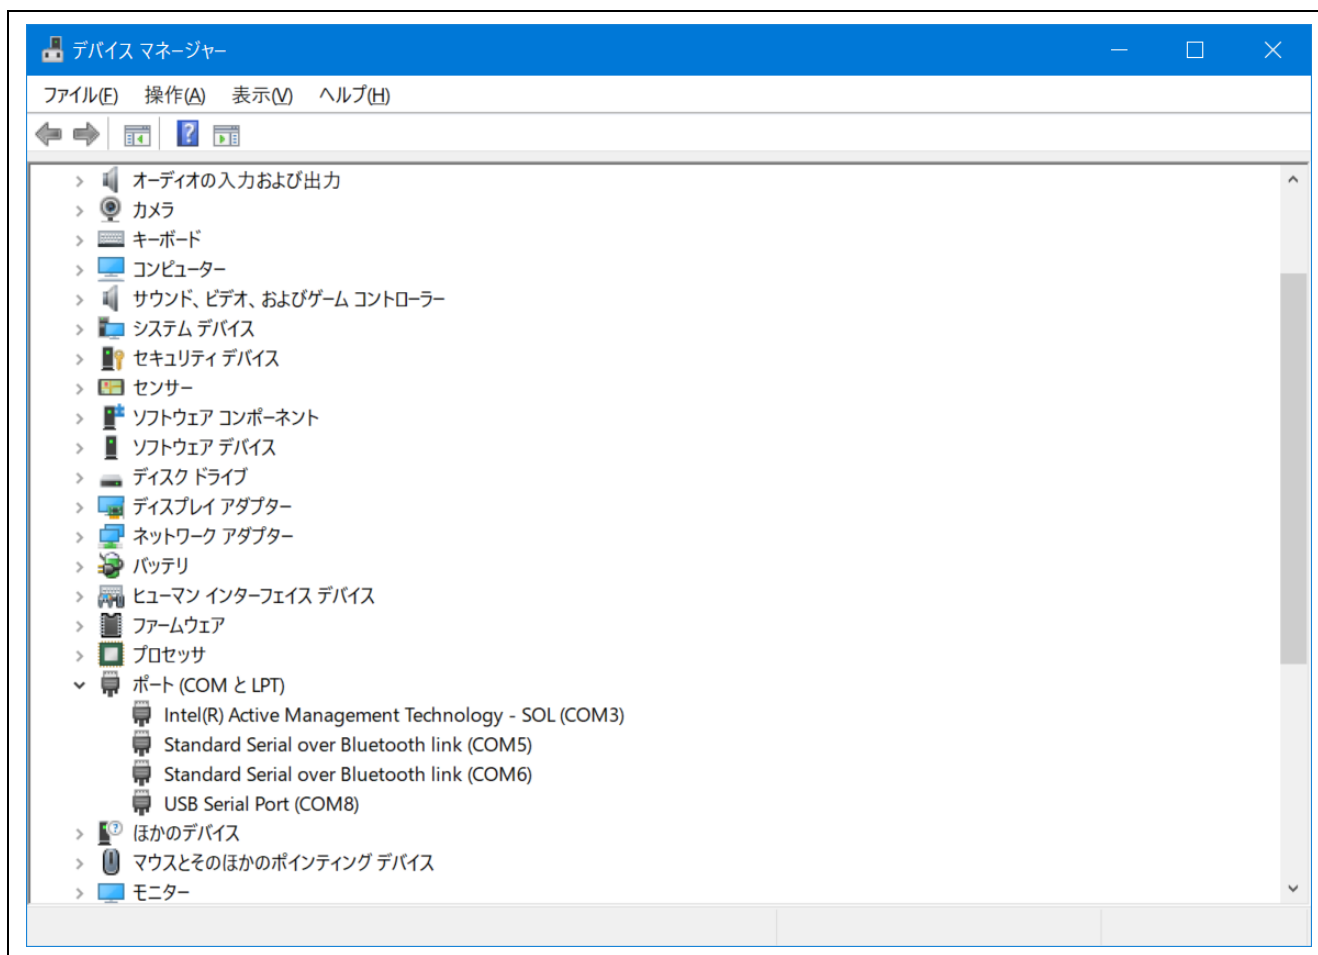 デバイス マネージャー
ファイル(F) 操作(A) 表示(V) ヘルプ(H)
オーディオの入力および出力
カメラ
キーボード
コンピューター
サウンド、ビデオ、およびゲーム コントローラー
システム デバイス
セキュリティ デバイス
センサー
ソフトウェア コンポーネント
ソフトウェア デバイス
ディスク ドライブ
ディスプレイ アダプター
ネットワーク アダプター
バッテリ
ヒューマン インターフェイス デバイス
ファームウェア
プロセッサ
ポート (COM と LPT)
Intel(R) Active Management Technology - SOL (COM3)
Standard Serial over Bluetooth link (COM5)
Standard Serial over Bluetooth link (COM6)
USB Serial Port (COM8)
ほかのデバイス
マウスとそのほかのポインティング デバイス
モニター